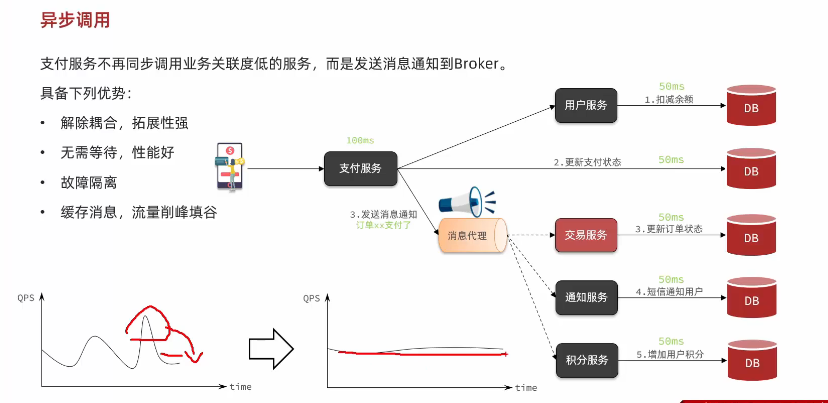 异步调用
支付服务不再同步调用业务关联度低的服务，而是发送消息通知到Broker。
具备下列优势：
• 解除耦合，拓展性强
• 无需等待，性能好
• 故障隔离
• 缓存消息，流量削峰填谷
100ms
支付服务
3.发送消息通知
订单xx支付了
消息代理
用户服务
50ms
1.扣减余额
DB
2.更新支付状态
50ms
DB
交易服务
50ms
3.更新订单状态
DB
通知服务
50ms
4.短信通知用户
DB
积分服务
50ms
5.增加用户积分
DB
QPS
time
QPS
time